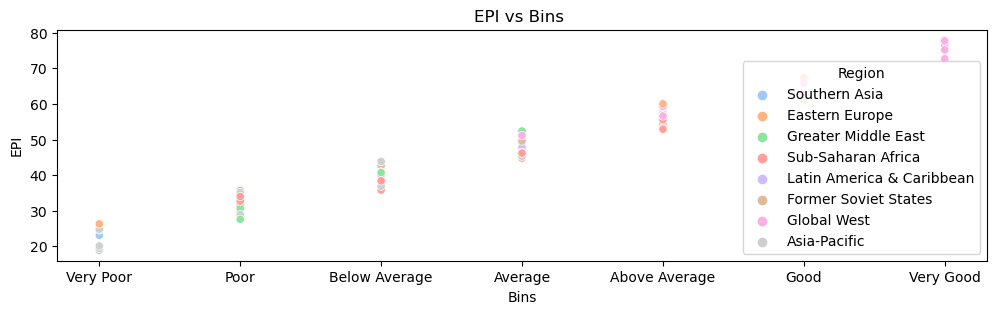 EPI vs Bins
EPI
80
70
60
50
40
30
20
Region
Southern Asia
Eastern Europe
Greater Middle East
Sub-Saharan Africa
Latin America & Caribbean
Former Soviet States
Global West
Asia-Pacific
Very Poor Poor Below Average Average Above Average Good Very Good
Bins